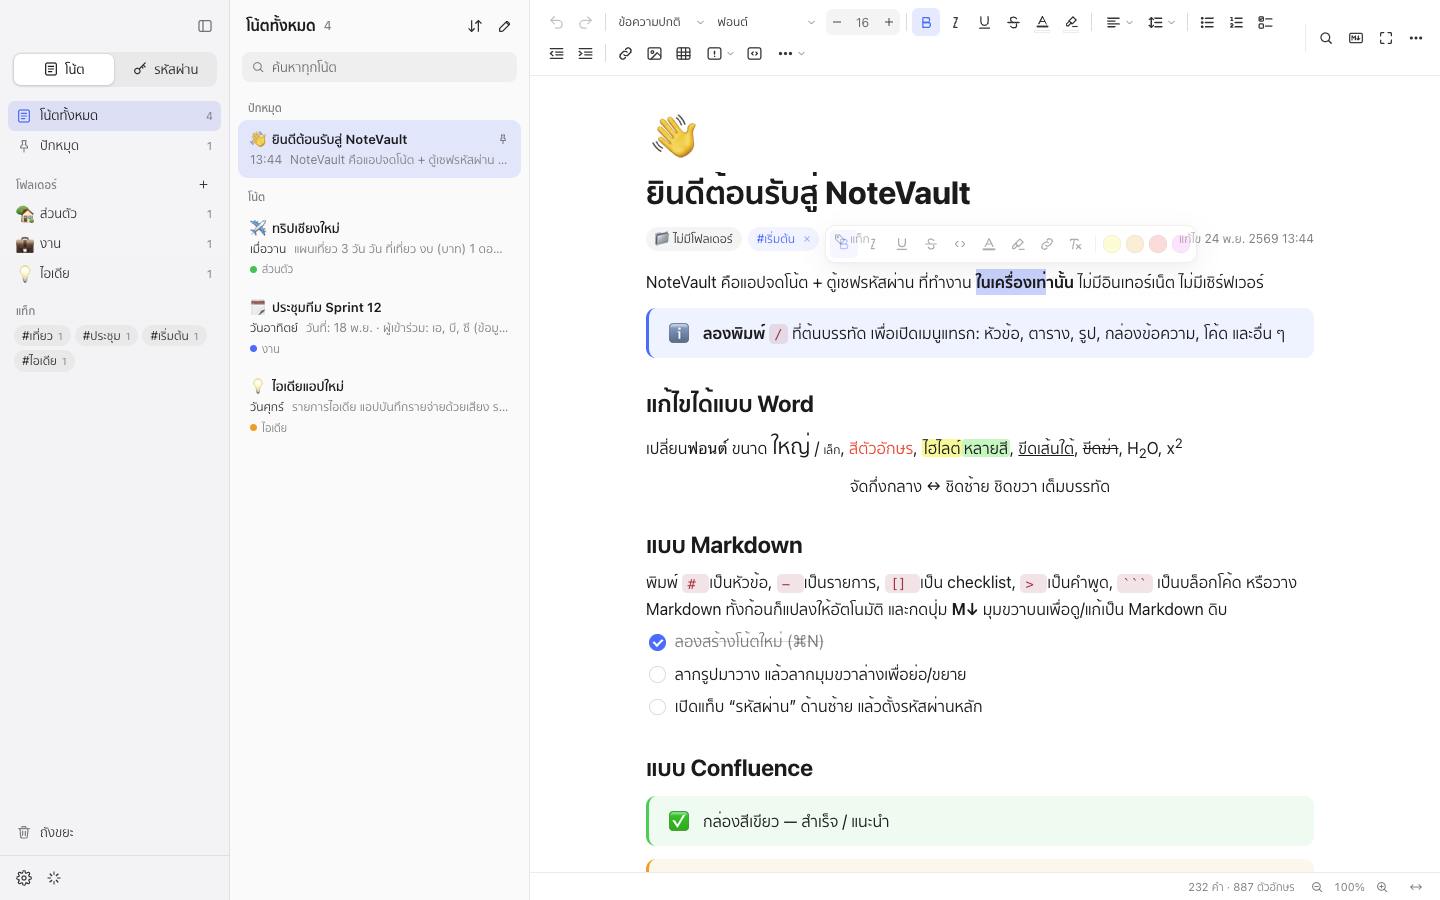 โน้ต
รหัสผ่าน
โน้ตทั้งหมด 4
ปักหมุด 1
โฟลเดอร์ +
ส่วนตัว 1
งาน 1
ไอเดีย 1
แท็ก
#เที่ยว 1 #ประชุม 1 #เริ่มต้น 1
#ไอเดีย 1
ถังขยะ
โน้ตทั้งหมด 4
ค้นหาทุกโน้ต
ปักหมุด
👋 ยินดีต้อนรับสู่ NoteVault
13:44 NoteVault คือแอปจดโน้ต + ตู้เซฟรหัสผ่าน ...
โน้ต
✈️ ทริปเชียงใหม่
เมื่อวาน แผนเที่ยว 3 วัน วัน ที่เที่ยว งบ (บาท) 1 ดอ...
ส่วนตัว
ประชุมทีม Sprint 12
วันอาทิตย์ วันที่: 18 พ.ย. · ผู้เข้าร่วม: เอ, บี, ซี (ข้อมู...
งาน
💡 ไอเดียแอปใหม่
วันศุกร์ รายการไอเดีย แอปบันทึกรายจ่ายด้วยเสียง ร...
ไอเดีย
ข้อความปกติ ฟอนต์ − 16 + B I U S A
👋
ยินดีต้อนรับสู่ NoteVault
ไม่มีโฟลเดอร์ #เริ่มต้น × แท็ก แก้ไข 24 พ.ย. 2569 13:44
B I U S A
NoteVault คือแอปจดโน้ต + ตู้เซฟรหัสผ่าน ที่ทำงาน ในเครื่องเท่านั้น ไม่มีอินเทอร์เน็ต ไม่มีเซิร์ฟเวอร์
ℹ️ ลองพิมพ์ / ที่ต้นบรรทัด เพื่อเปิดเมนูแทรก: หัวข้อ, ตาราง, รูป, กล่องข้อความ, โค้ด และอื่น ๆ
แก้ไขได้แบบ Word
เปลี่ยนฟอนต์ ขนาด ใหญ่ / เล็ก, สีตัวอักษร, ไฮไลต์หลายสี, ขีดเส้นใต้, ขีดฆ่า, H₂O, x²
จัดกึ่งกลาง ↔ ชิดซ้าย ชิดขวา เต็มบรรทัด
แบบ Markdown
พิมพ์ # เป็นหัวข้อ, – เป็นรายการ, [] เป็น checklist, > เป็นคำพูด, ``` เป็นบล็อกโค้ด หรือวาง
Markdown ทั้งก้อนก็แปลงให้อัตโนมัติ และกดปุ่ม M↓ มุมขวาบนเพื่อดู/แก้เป็น Markdown ดิบ
ลองสร้างโน้ตใหม่ (⌘N)
ลากรูปมาวาง แล้วลากมุมขวาล่างเพื่อย่อ/ขยาย
เปิดแท็บ “รหัสผ่าน” ด้านซ้าย แล้วตั้งรหัสผ่านหลัก
แบบ Confluence
✅ กล่องสีเขียว — สำเร็จ / แนะนำ
232 คำ · 887 ตัวอักษร 100%